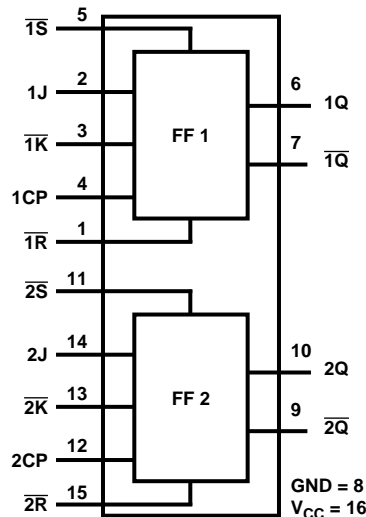 1S̅ 5
1J 2
1K̅ 3
1CP 4
1R̅ 1
FF 1
6 1Q
7 1Q̅
2S̅ 11
2J 14
2K̅ 13
2CP 12
2R̅ 15
FF 2
10 2Q
9 2Q̅
GND = 8
VCC = 16